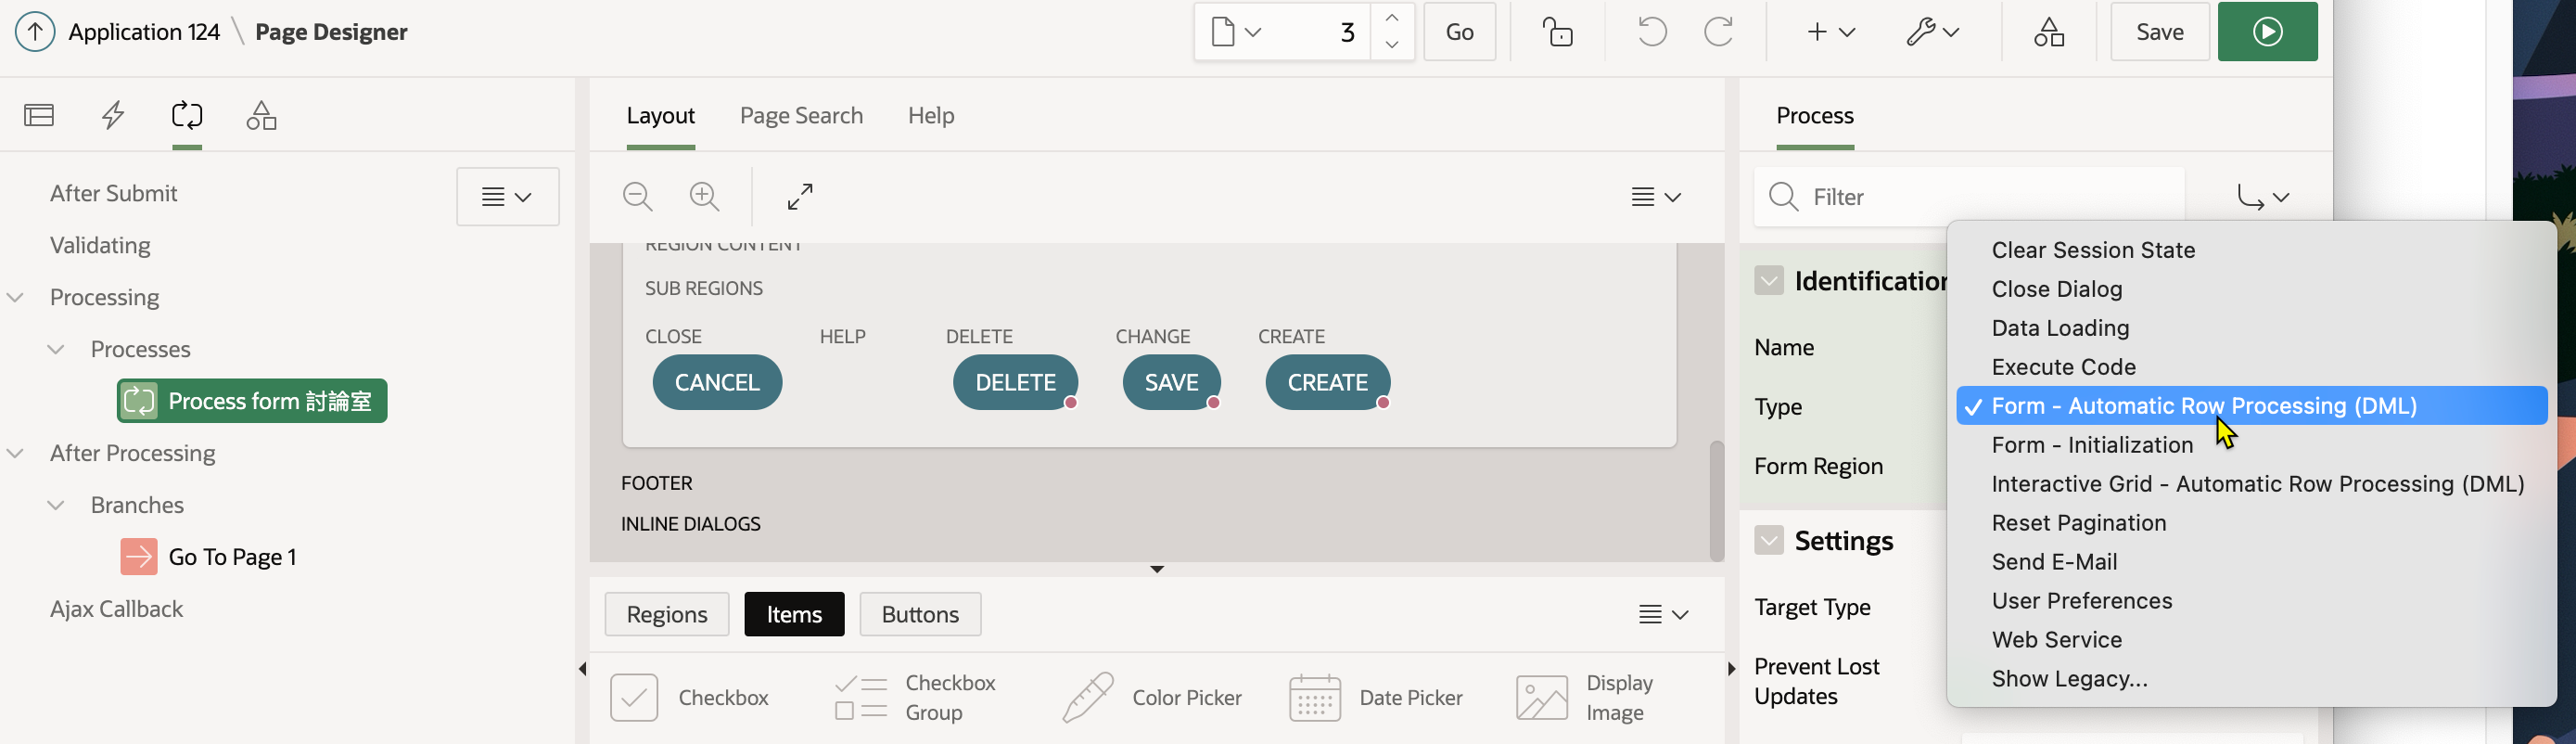 Application 124 \ Page Designer
3
Go
Save
Layout
Page Search
Help
Process
After Submit
Validating
Processing
Processes
Process form 討論室
After Processing
Branches
Go To Page 1
Ajax Callback
REGION CONTENT
SUB REGIONS
CLOSE
HELP
DELETE
CHANGE
CREATE
CANCEL
DELETE
SAVE
CREATE
FOOTER
INLINE DIALOGS
Regions
Items
Buttons
Checkbox
Checkbox
Group
Color Picker
Date Picker
Display
Image
Filter
Identification
Name
Type
Form Region
Settings
Target Type
Prevent Lost
Updates
Clear Session State
Close Dialog
Data Loading
Execute Code
✓ Form - Automatic Row Processing (DML)
Form - Initialization
Interactive Grid - Automatic Row Processing (DML)
Reset Pagination
Send E-Mail
User Preferences
Web Service
Show Legacy...